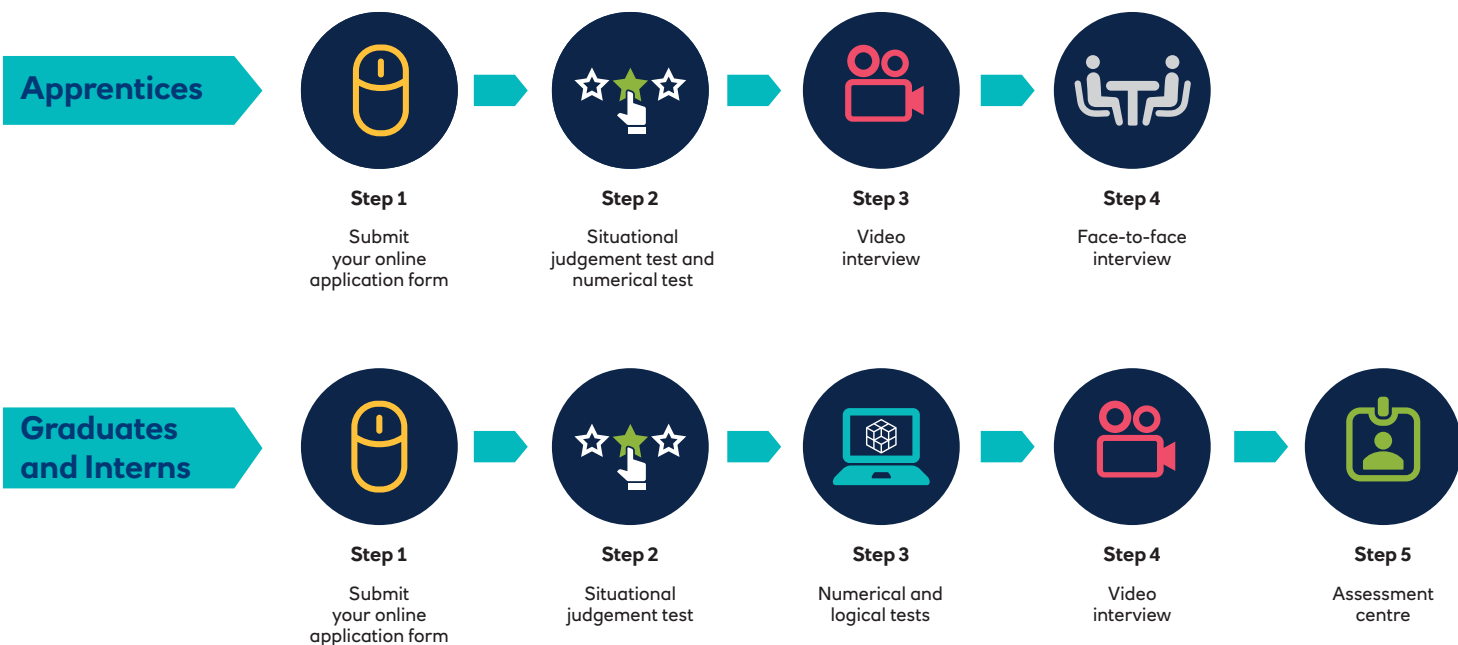 Apprentices
Step 1
Submit
your online
application form
Step 2
Situational
judgement test and
numerical test
Step 3
Video
interview
Step 4
Face-to-face
interview
Graduates
and Interns
Step 1
Submit
your online
application form
Step 2
Situational
judgement test
Step 3
Numerical and
logical tests
Step 4
Video
interview
Step 5
Assessment
centre